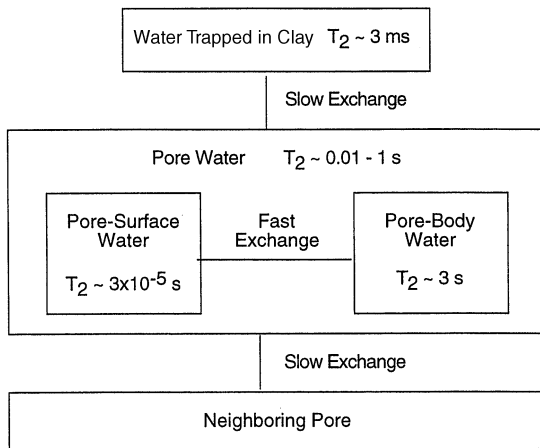 Water Trapped in Clay T2 ~ 3 ms
Slow Exchange
Pore Water T2 ~ 0.01 - 1 s
Pore-Surface
Water
T2 ~ 3x10-5 s
Fast
Exchange
Pore-Body
Water
T2 ~ 3 s
Slow Exchange
Neighboring Pore